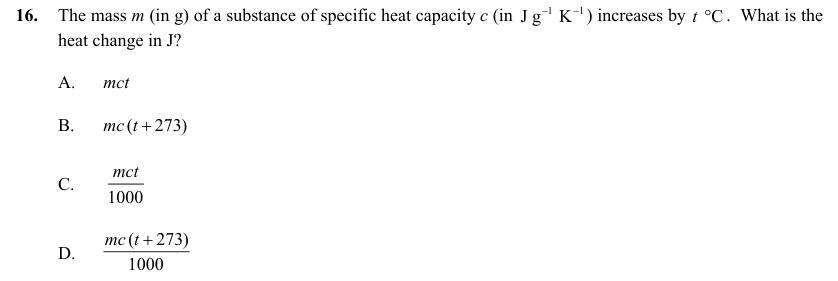 16. The mass m (in g) of a substance of specific heat capacity c (in J g⁻¹ K⁻¹) increases by t °C. What is the
heat change in J?
A. mct
B. mc(t + 273)
C. mct/1000
D. mc(t + 273)/1000